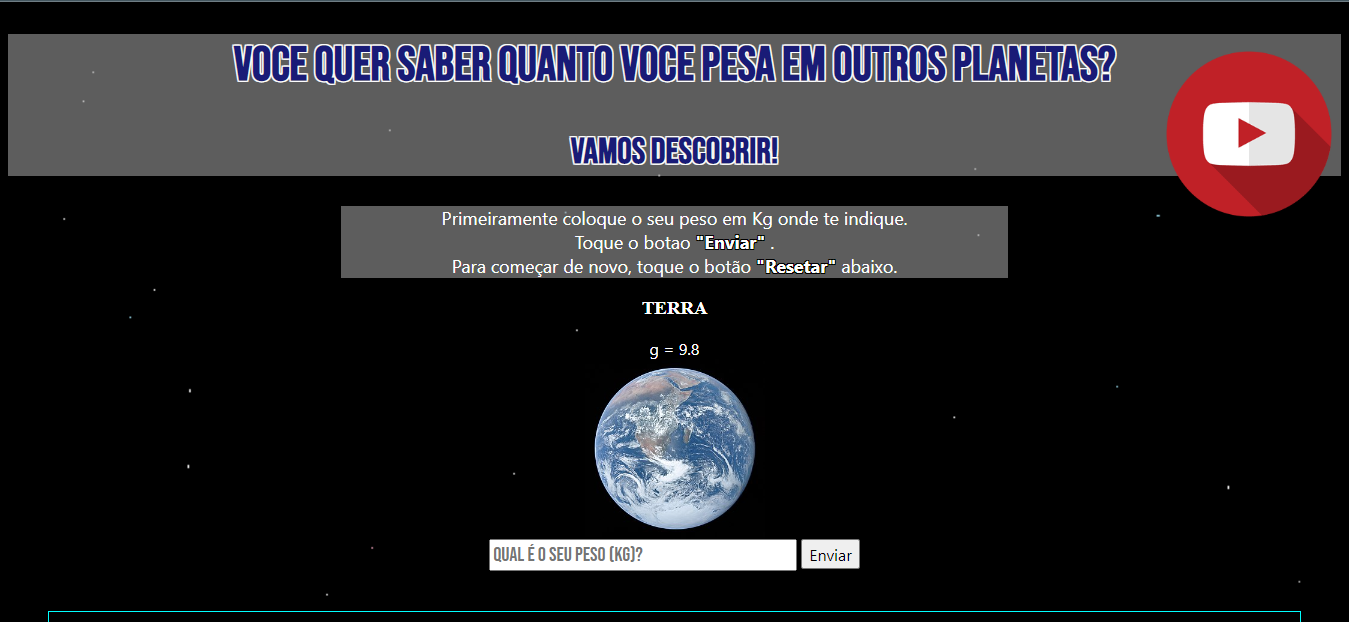 VOCE QUER SABER QUANTO VOCE PESA EM OUTROS PLANETAS?
VAMOS DESCOBRIR!
Primeiramente coloque o seu peso em Kg onde te indique.
Toque o botao "Enviar" .
Para começar de novo, toque o botão "Resetar" abaixo.
TERRA
g = 9.8
QUAL É O SEU PESO (KG)? Enviar